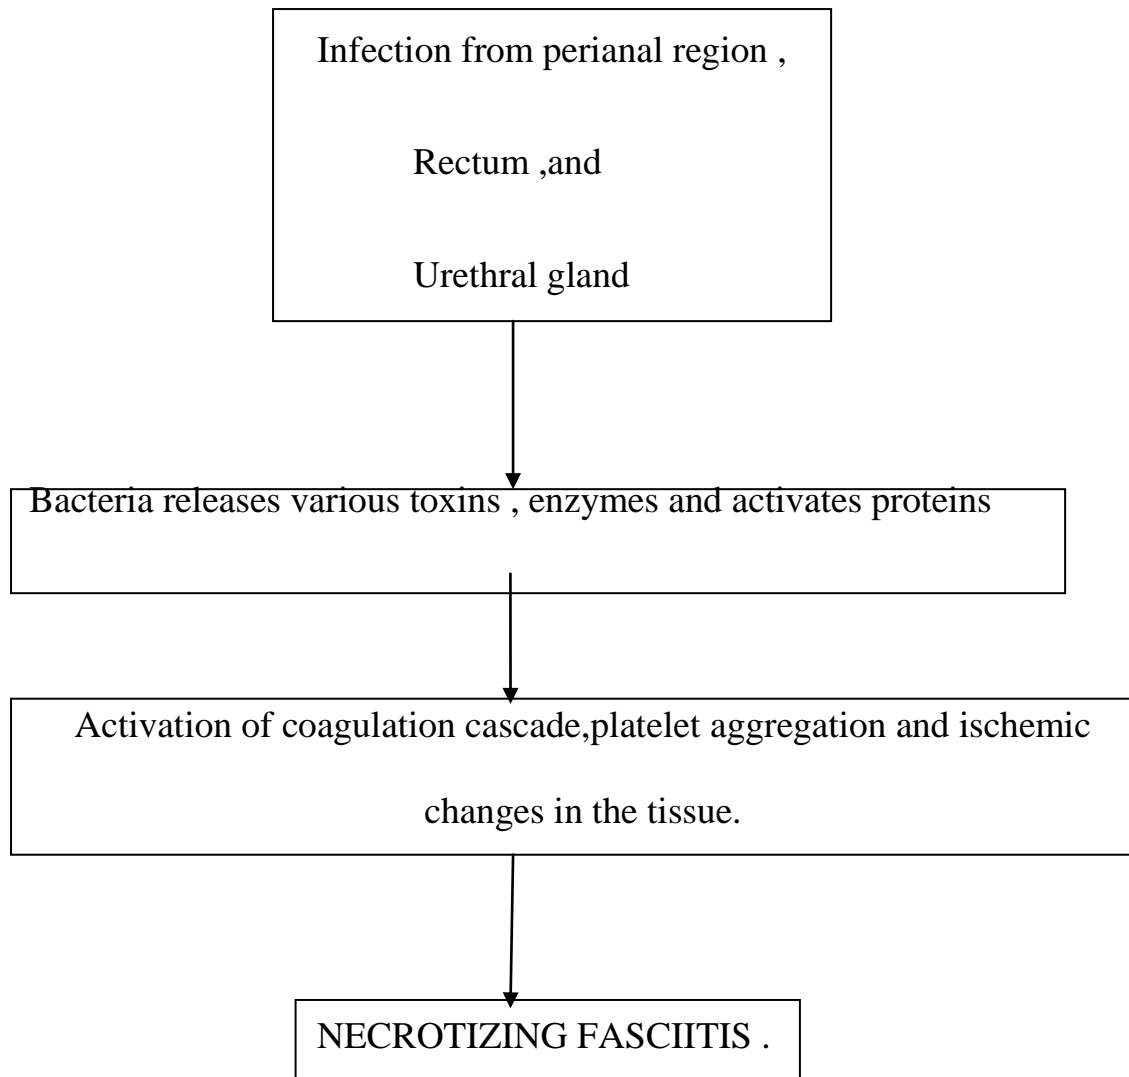 Infection from perianal region ,
Rectum ,and
Urethral gland
Bacteria releases various toxins , enzymes and activates proteins
Activation of coagulation cascade,platelet aggregation and ischemic
changes in the tissue.
NECROTIZING FASCIITIS .